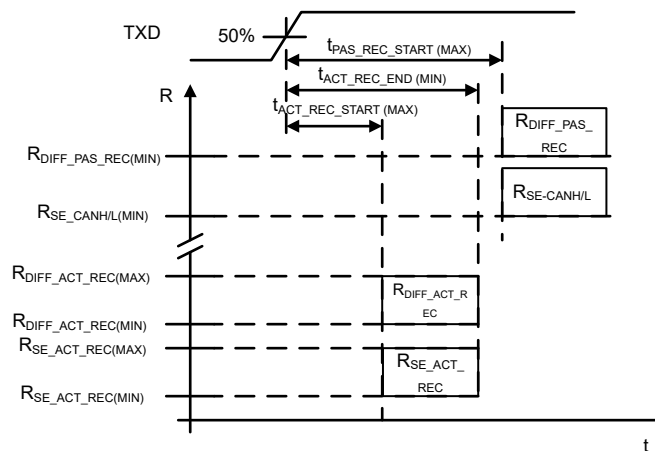 TXD
50%
tPAS_REC_START (MAX)
tACT_REC_END (MIN)
R
tACT_REC_START (MAX)
RDIFF_PAS_
REC
RDIFF_PAS_REC(MIN)
RSE-CANH/L
RSE_CANH/L(MIN)
RDIFF_ACT_REC(MAX)
RDIFF_ACT_R
EC
RDIFF_ACT_REC(MIN)
RSE_ACT_REC(MAX)
RSE_ACT_
REC
RSE_ACT_REC(MIN)
t